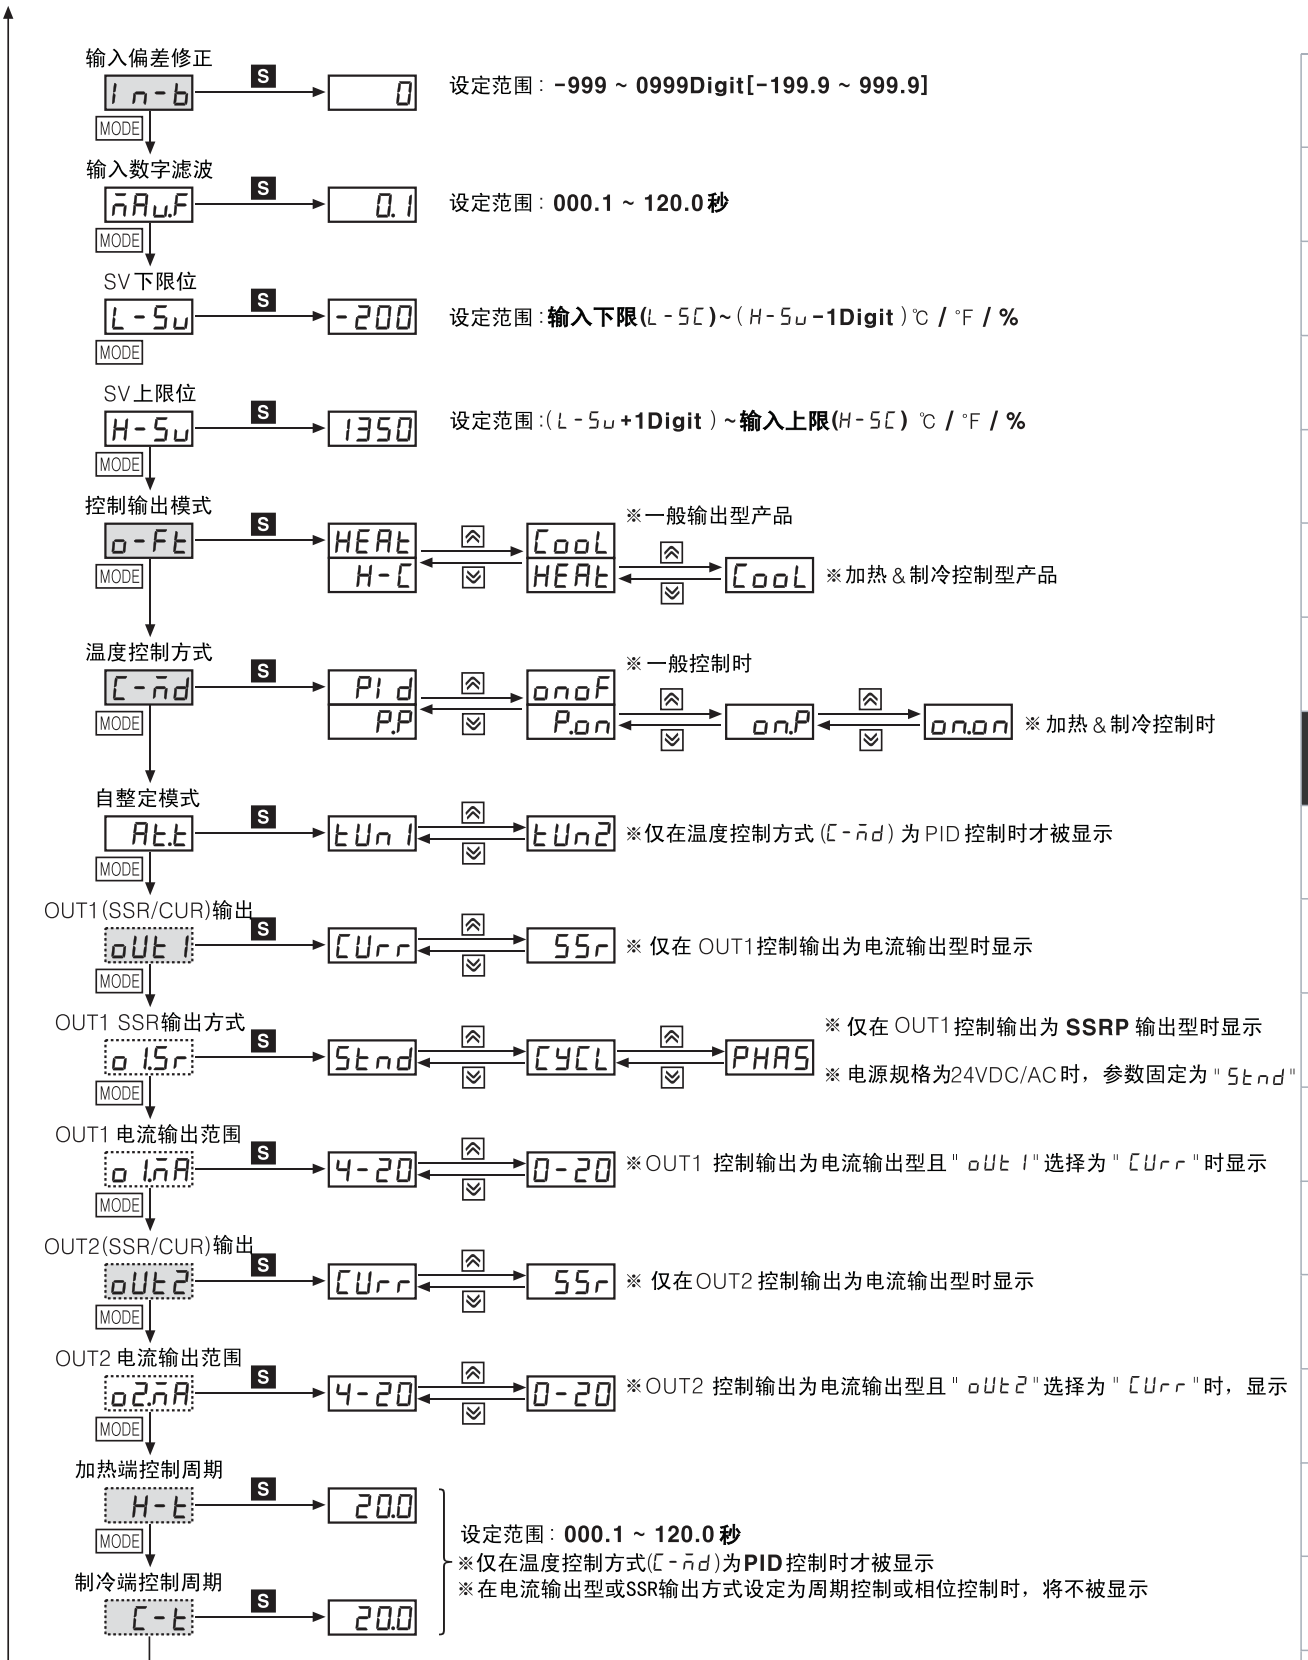 输入偏差修正
In-b S 0 设定范围: -999 ~ 0999Digit[-199.9 ~ 999.9]
MODE
输入数字滤波
mAu.F S 0.1 设定范围: 000.1 ~ 120.0秒
MODE
SV下限位
L-Su S -200 设定范围:输入下限(L-SC)~(H-Su-1Digit)℃ / °F / %
MODE
SV上限位
H-Su S 1350 设定范围:(L-Su+1Digit)~输入上限(H-SC) ℃ / °F / %
MODE
控制输出模式
※一般输出型产品
o-Ft S HEAt CooL
MODE H-C HEAt CooL ※加热&制冷控制型产品
温度控制方式
※一般控制时
C-md S PId onoF
MODE P.P P.on on.P on.on ※加热&制冷控制时
自整定模式
At.t S tUn1 tUn2 ※仅在温度控制方式(C-md)为PID控制时才被显示
MODE
OUT1(SSR/CUR)输出
oUt1 S CUrr SSr ※ 仅在 OUT1控制输出为电流输出型时显示
MODE
OUT1 SSR输出方式
※ 仅在OUT1控制输出为 SSRP 输出型时显示
o1.Sr S Stnd CYCL PHAS
MODE ※ 电源规格为24VDC/AC时，参数固定为"Stnd"
OUT1 电流输出范围
o1.mA S 4-20 0-20 ※OUT1 控制输出为电流输出型且"oUt1"选择为"CUrr"时显示
MODE
OUT2(SSR/CUR)输出
oUt2 S CUrr SSr ※ 仅在OUT2控制输出为电流输出型时显示
MODE
OUT2 电流输出范围
o2.mA S 4-20 0-20 ※OUT2 控制输出为电流输出型且"oUt2"选择为"CUrr"时，显示
MODE
加热端控制周期
H-t S 20.0
MODE
设定范围: 000.1 ~ 120.0秒
※仅在温度控制方式(C-md)为PID控制时才被显示
※在电流输出型或SSR输出方式设定为周期控制或相位控制时，将不被显示
制冷端控制周期
C-t S 20.0